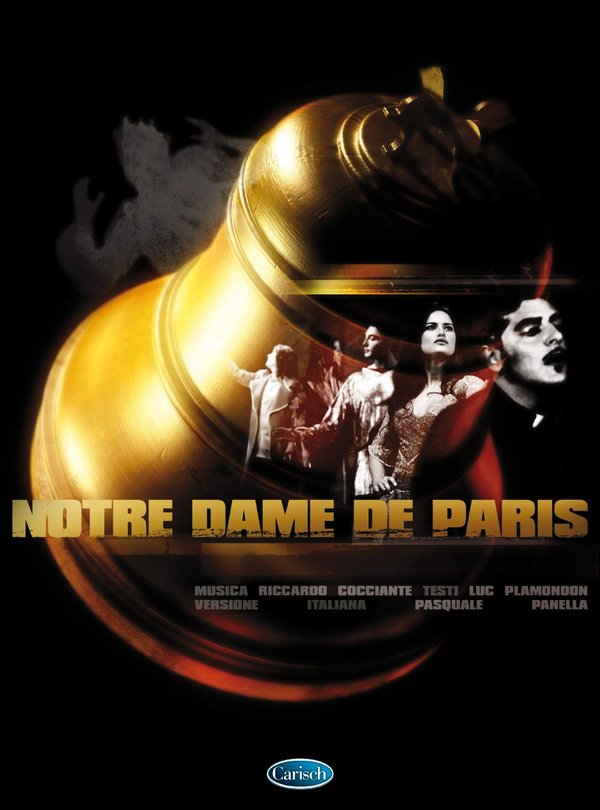 NOTRE DAME DE PARIS
MUSICA RICCARDO COCCIANTE TESTI LUC PLAMONDON
VERSIONE ITALIANA PASQUALE PANELLA
Carisch